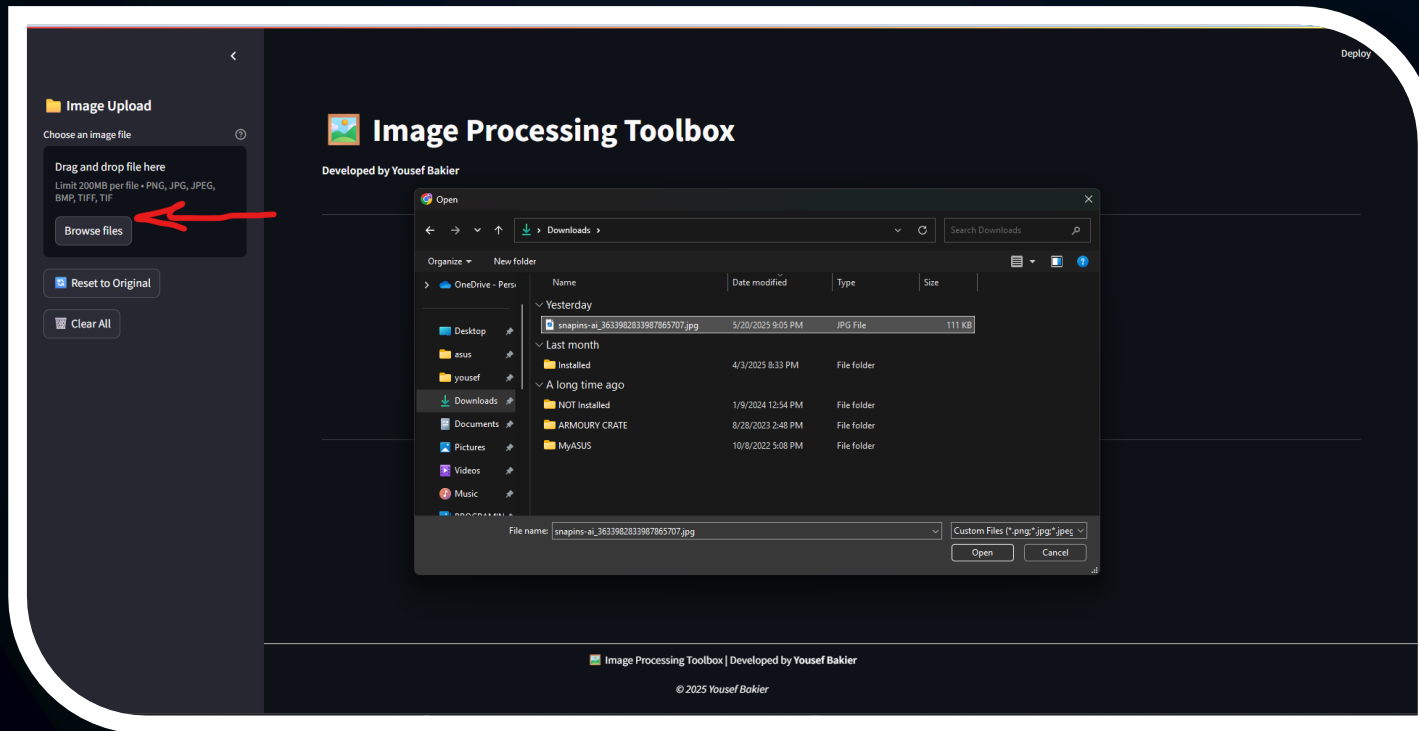 Deploy
Image Upload
Choose an image file
Drag and drop file here
Limit 200MB per file • PNG, JPG, JPEG,
BMP, TIFF, TIF
Browse files
Reset to Original
Clear All
Image Processing Toolbox
Developed by Yousef Bakier
Open
Downloads
Search Downloads
Organize
New folder
OneDrive - Pers
Desktop
asus
yousef
Downloads
Documents
Pictures
Videos
Music
Name Date modified Type Size
Yesterday
snapins-ai_3633982833987865707.jpg 5/20/2025 9:05 PM JPG File 111 KB
Last month
Installed 4/3/2025 8:33 PM File folder
A long time ago
NOT Installed 1/9/2024 12:54 PM File folder
ARMOURY CRATE 8/28/2023 2:48 PM File folder
MyASUS 10/8/2022 5:08 PM File folder
File name: snapins-ai_3633982833987865707.jpg
Custom Files (*.png;*.jpg;*.jpeg
Open Cancel
Image Processing Toolbox | Developed by Yousef Bakier
© 2025 Yousef Bakier